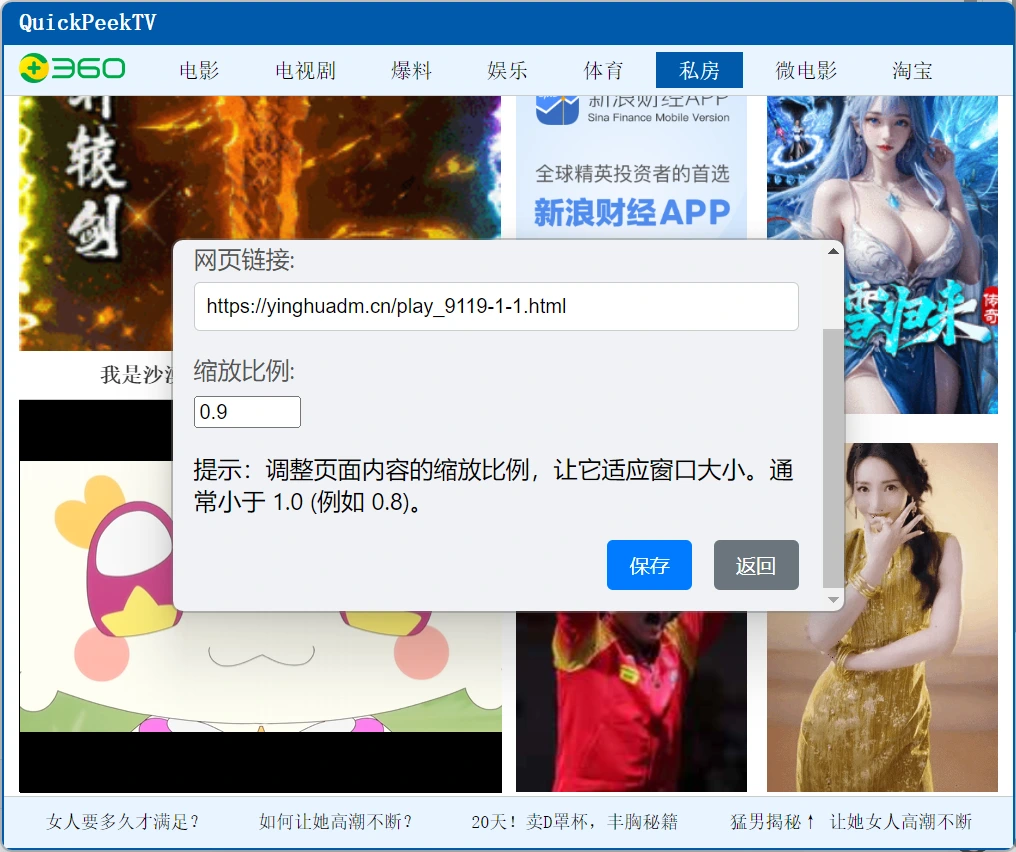 QuickPeekTV
360 电影 电视剧 爆料 娱乐 体育 私房 微电影 淘宝
轩辕剑
新浪财经APP
Sina Finance Mobile Version
全球精英投资者的首选
新浪财经APP
雪归来
传奇
我是沙
网页链接:
https://yinghuadm.cn/play_9119-1-1.html
缩放比例:
0.9
提示：调整页面内容的缩放比例，让它适应窗口大小。通
常小于 1.0 (例如 0.8)。
保存 返回
女人要多久才满足？ 如何让她高潮不断？ 20天！卖D罩杯，丰胸秘籍 猛男揭秘↑ 让她女人高潮不断